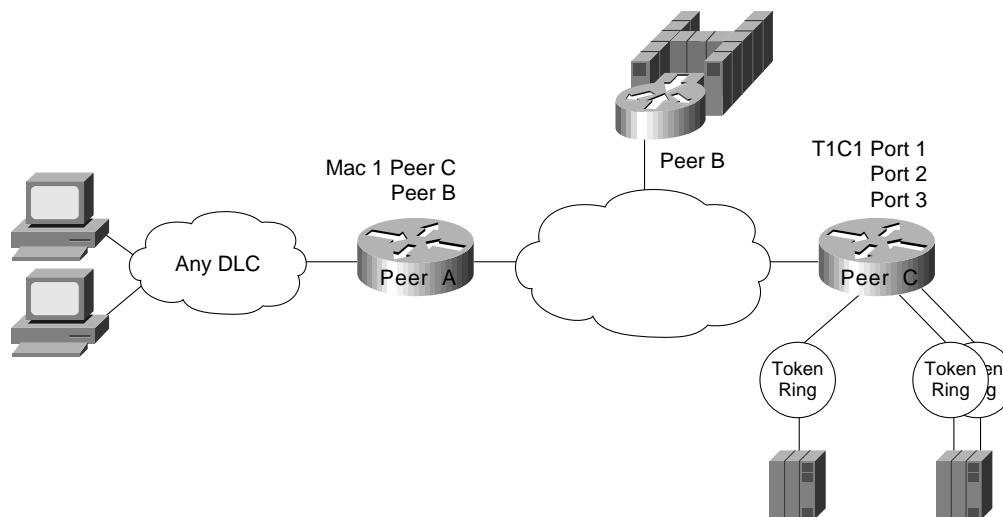 Mac 1 Peer C
Peer B
Peer B
T1C1 Port 1
Port 2
Port 3
Any DLC
Peer A
Peer C
Token
Ring
Token
Ring
en
g